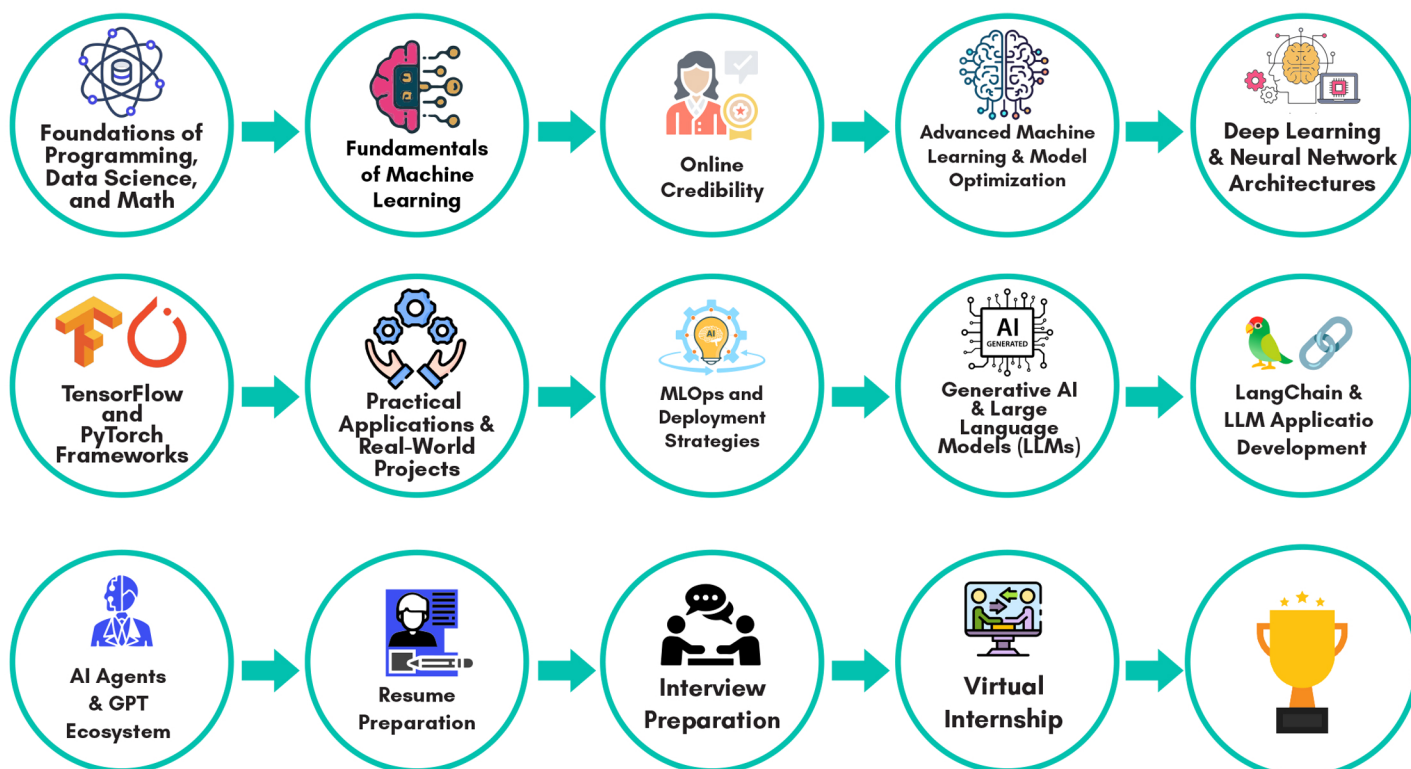 Foundations of
Programming,
Data Science,
and Math
Fundamentals
of Machine
Learning
Online
Credibility
Advanced Machine
Learning & Model
Optimization
Deep Learning
& Neural Network
Architectures
TensorFlow
and
PyTorch
Frameworks
Practical
Applications &
Real-World
Projects
AI
MLOps and
Deployment
Strategies
AI
GENERATED
Generative AI
& Large
Language
Models (LLMs)
LangChain &
LLM Applicatio
Development
AI Agents
& GPT
Ecosystem
Resume
Preparation
Interview
Preparation
Virtual
Internship